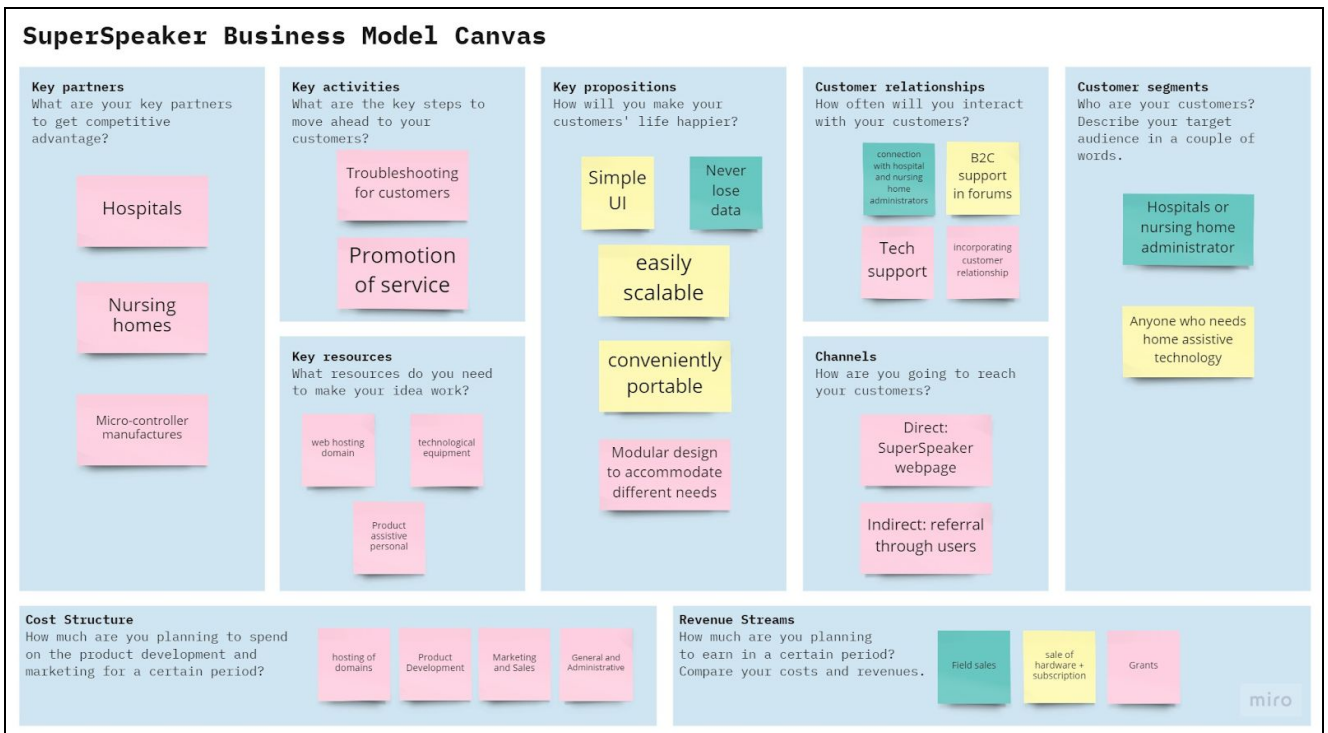 SuperSpeaker Business Model Canvas
Key partners
What are your key partners
to get competitive
advantage?
Hospitals
Nursing
homes
Micro-controller
manufactures
Key activities
What are the key steps to
move ahead to your
customers?
Troubleshooting
for customers
Promotion
of service
Key resources
What resources do you need
to make your idea work?
web hosting
domain
technological
equipment
Product
assistive
personal
Key propositions
How will you make your
customers' life happier?
Simple
UI
Never
lose
data
easily
scalable
conveniently
portable
Modular design
to accommodate
different needs
Customer relationships
How often will you interact
with your customers?
connection
with hospital
and nursing
home
administrators
B2C
support
in forums
Tech
support
incorporating
customer
relationship
Channels
How are you going to reach
your customers?
Direct:
SuperSpeaker
webpage
Indirect: referral
through users
Customer segments
Who are your customers?
Describe your target
audience in a couple of
words.
Hospitals or
nursing home
administrator
Anyone who needs
home assistive
technology
Cost Structure
How much are you planning to spend
on the product development and
marketing for a certain period?
hosting of
domains
Product
Development
Marketing
and Sales
General and
Administrative
Revenue Streams
How much are you planning
to earn in a certain period?
Compare your costs and revenues.
Field sales
sale of
hardware +
subscription
Grants
miro